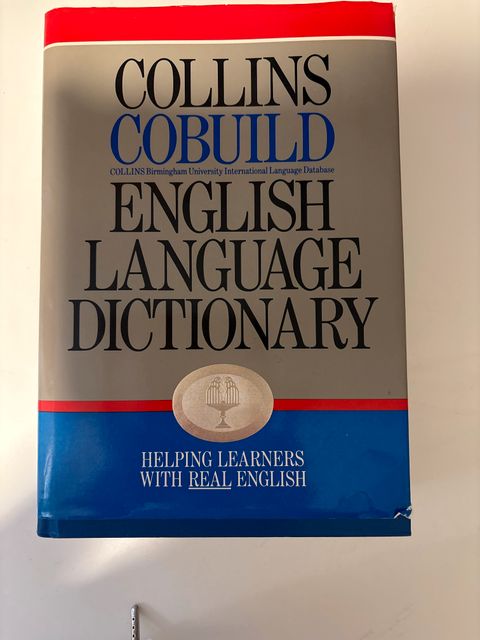 COLLINS
COBUILD
COLLINS Birmingham University International Language Database
ENGLISH
LANGUAGE
DICTIONARY
HELPING LEARNERS
WITH REAL ENGLISH